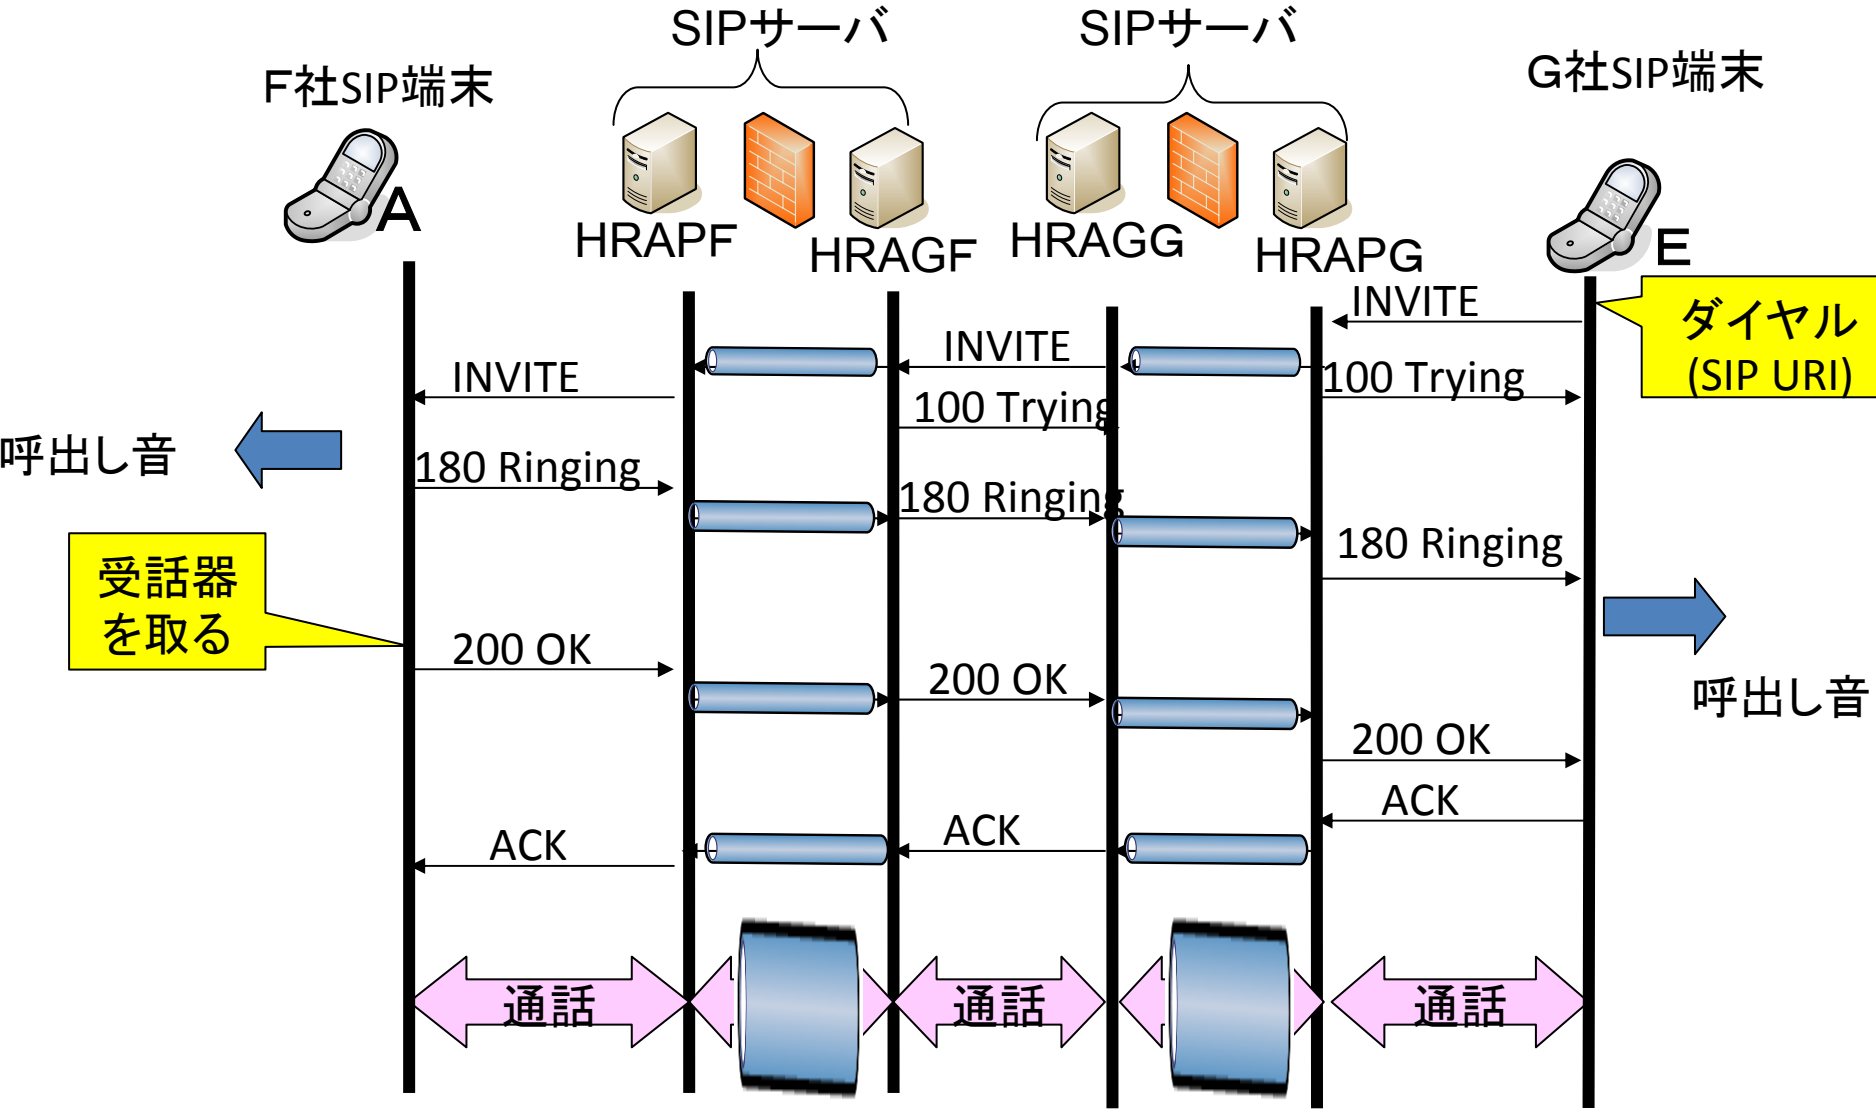 SIPサーバ
SIPサーバ
F社SIP端末
G社SIP端末
A
HRAPF
HRAGF
HRAGG
HRAPG
E
INVITE
ダイヤル
(SIP URI)
INVITE
INVITE
100 Trying
100 Trying
呼出し音
180 Ringing
180 Ringing
180 Ringing
受話器
を取る
200 OK
200 OK
呼出し音
200 OK
ACK
ACK
ACK
通話
通話
通話